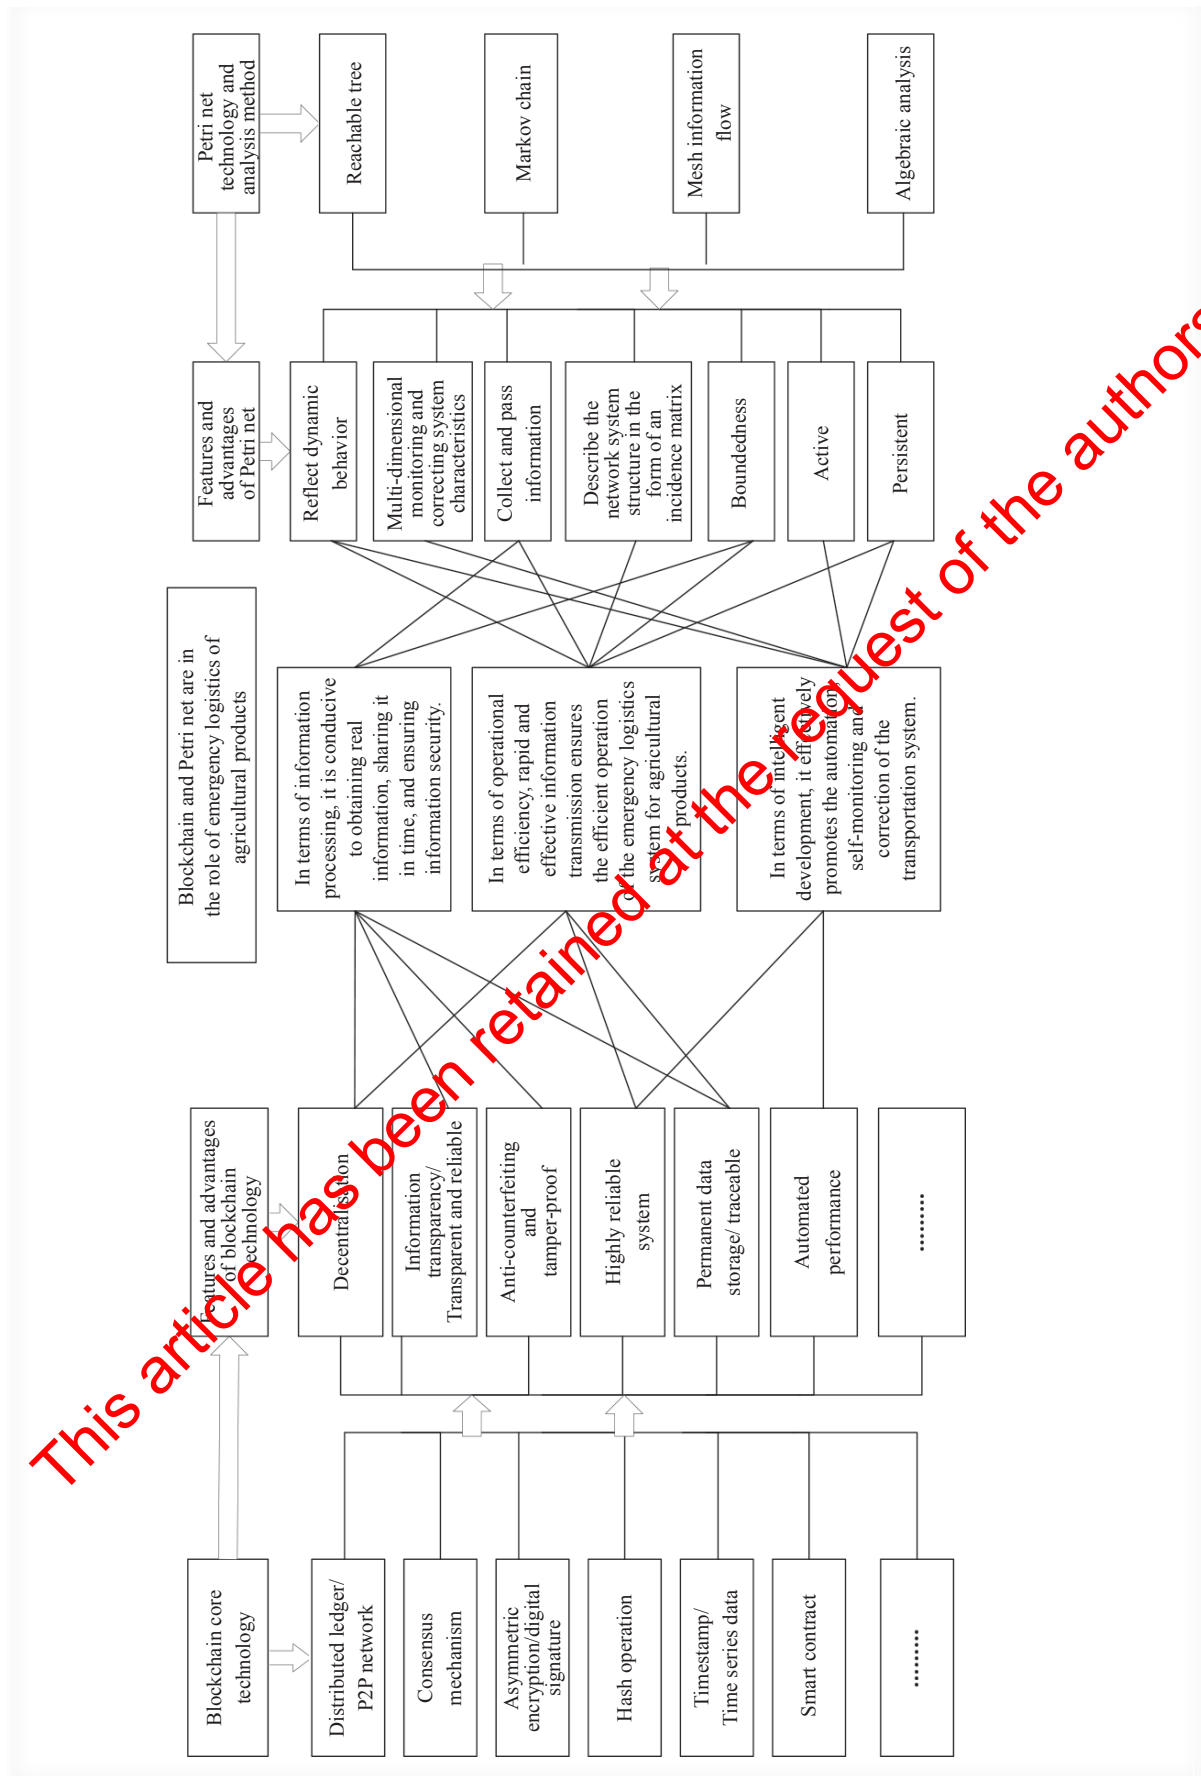 Blockchain core
technology
Distributed ledger/
P2P network
Consensus
mechanism
Asymmetric
encryption/digital
signature
Hash operation
Timestamp/
Time series data
Smart contract
.........
Features and advantages
of blockchain
technology
Decentralisation
Information
transparency/
Transparent and reliable
Anti-counterfeiting
and
tamper-proof
Highly reliable
system
Permanent data
storage/ traceable
Automated
performance
.........
Blockchain and Petri net are in
the role of emergency logistics of
agricultural products
In terms of information
processing, it is conducive
to obtaining real
information, sharing it
in time, and ensuring
information security.
In terms of operational
efficiency, rapid and
effective information
transmission ensures
the efficient operation
of the emergency logistics
system for agricultural
products.
In terms of intelligent
development, it effectively
promotes the automation,
self-monitoring and
correction of the
transportation system.
Features and
advantages
of Petri net
Reflect dynamic
behavior
Multi-dimensional
monitoring and
correcting system
characteristics
Collect and pass
information
Describe the
network system
structure in the
form of an
incidence matrix
Boundedness
Active
Persistent
Petri net
technology and
analysis method
Reachable tree
Markov chain
Mesh information
flow
Algebraic analysis
This article has been retained at the request of the authors